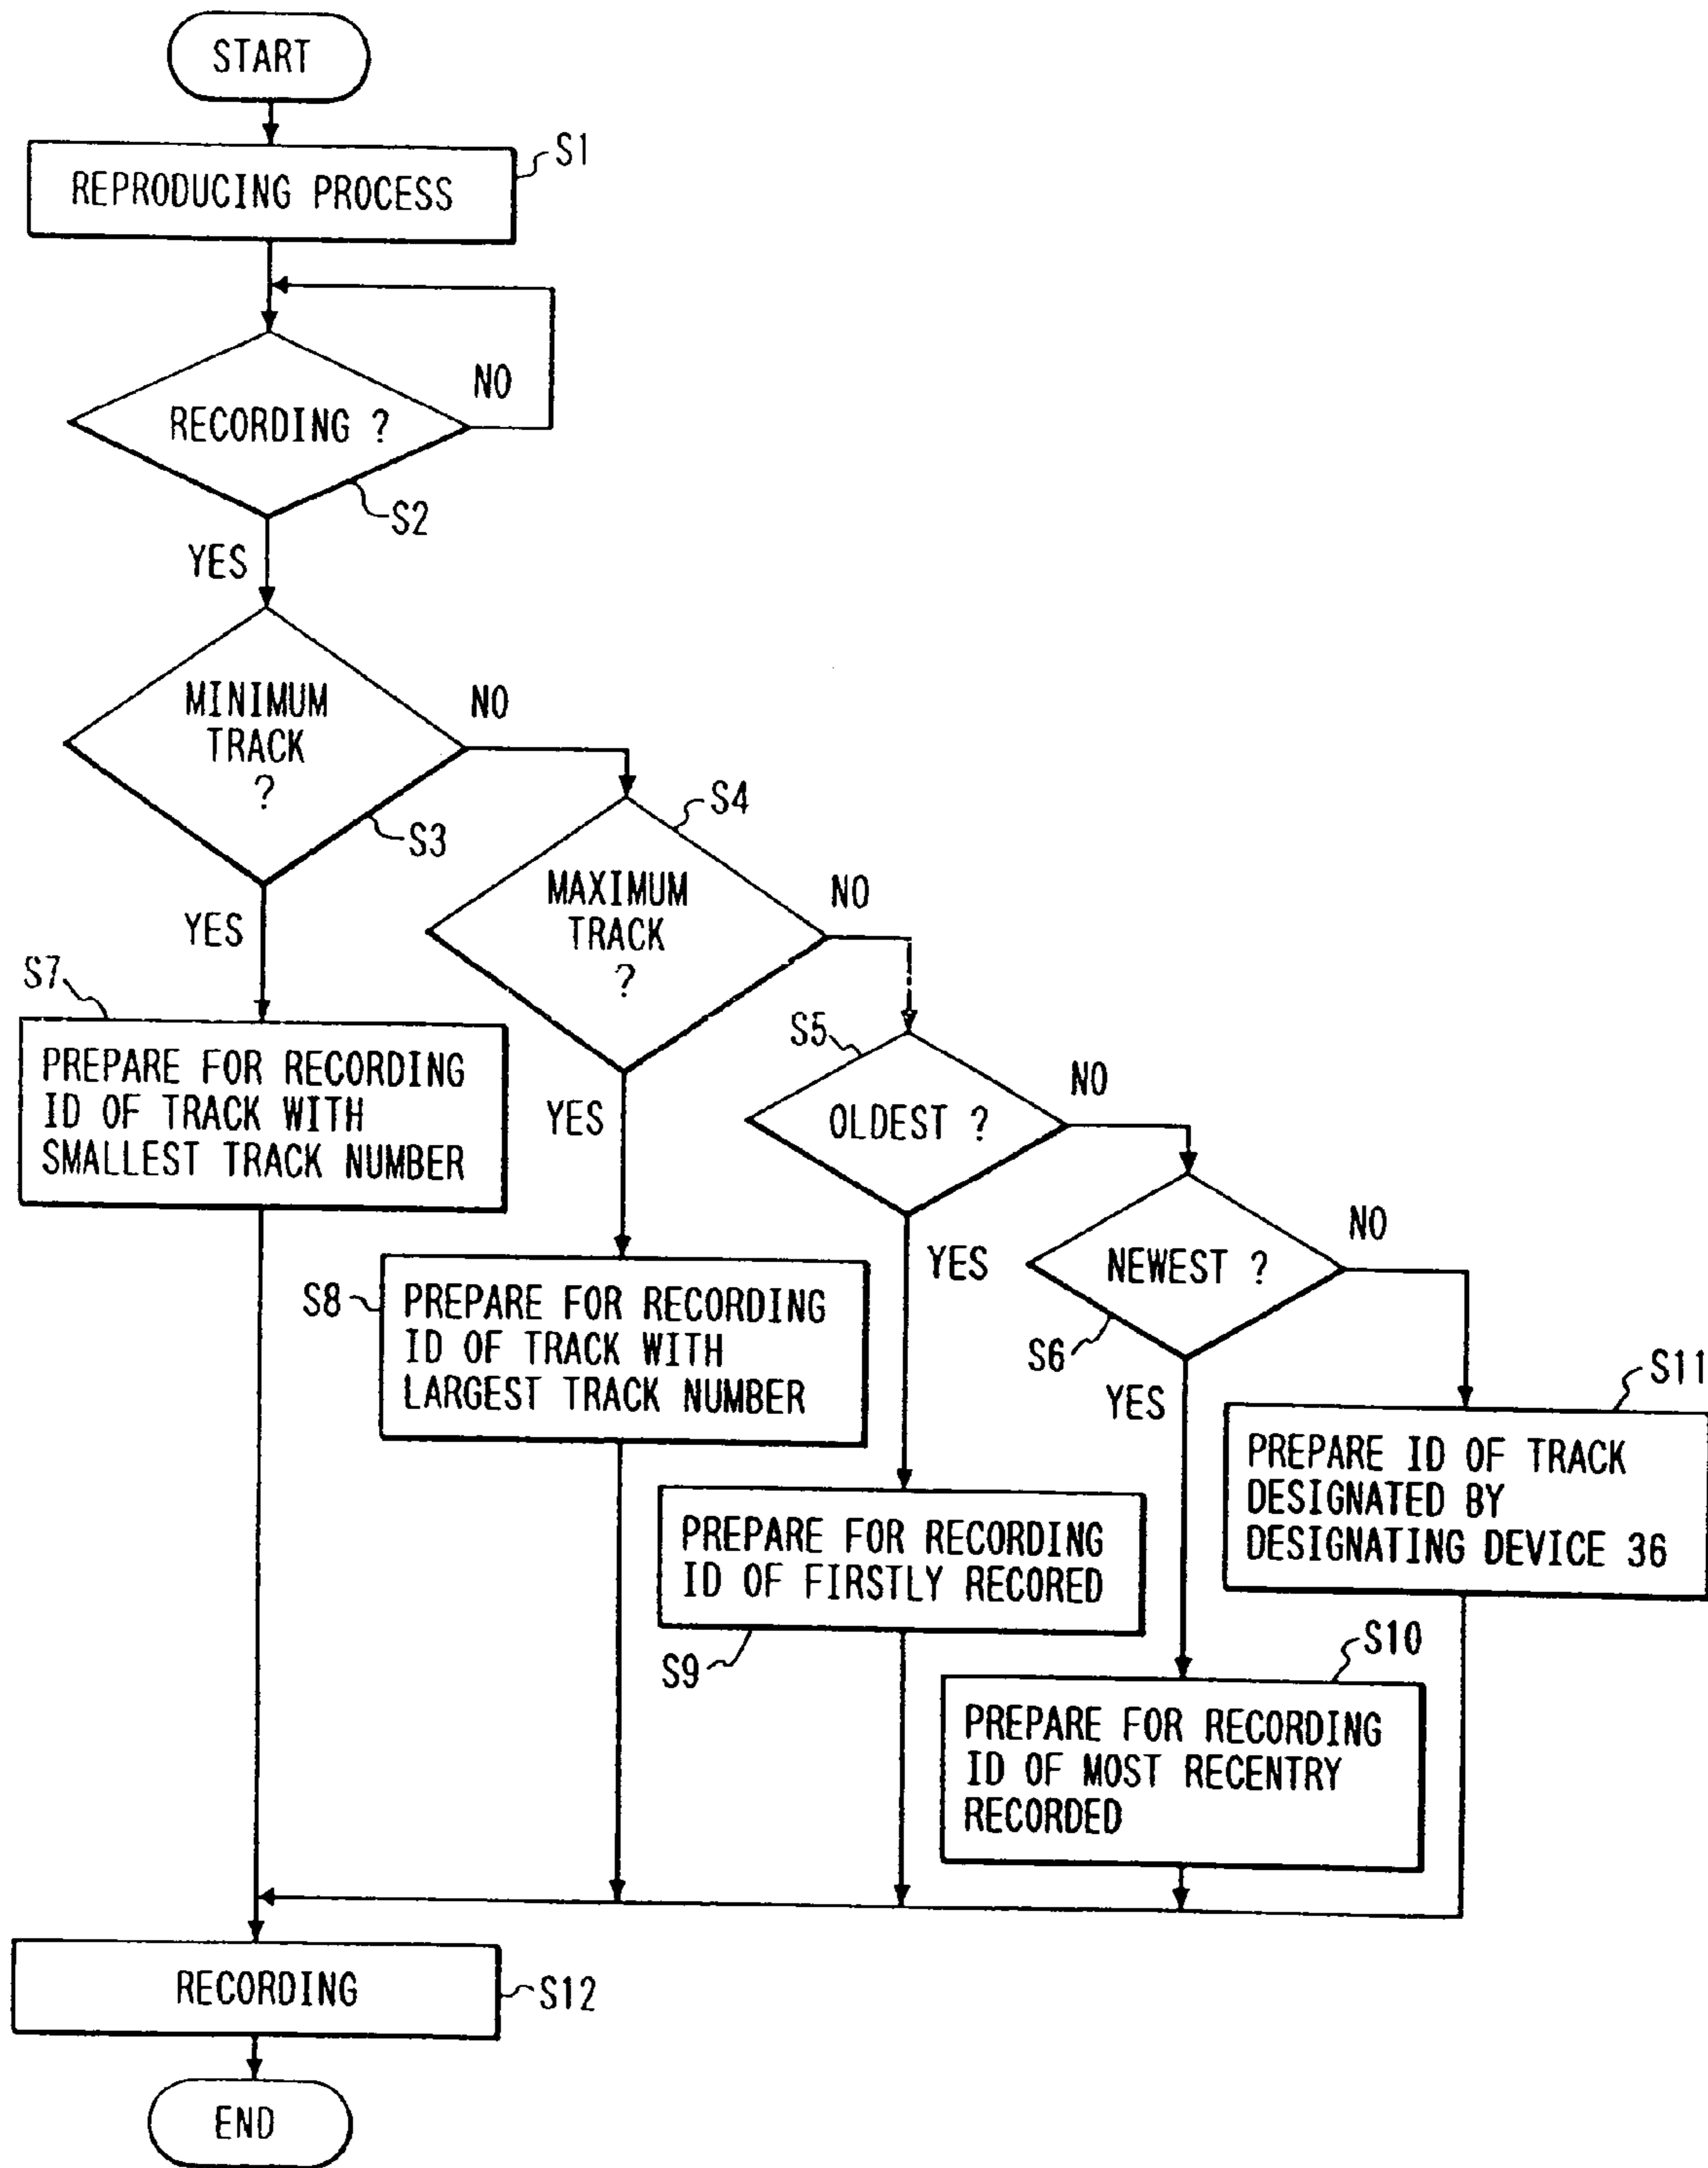 START
REPRODUCING PROCESS
S1
RECORDING ?
NO
S2
YES
MINIMUM
TRACK
?
NO
S3
YES
S4
MAXIMUM
TRACK
?
NO
YES
S7
PREPARE FOR RECORDING
ID OF TRACK WITH
SMALLEST TRACK NUMBER
S5
OLDEST ?
NO
YES
S8
PREPARE FOR RECORDING
ID OF TRACK WITH
LARGEST TRACK NUMBER
NEWEST ?
NO
S6
YES
S11
PREPARE ID OF TRACK
DESIGNATED BY
DESIGNATING DEVICE 36
PREPARE FOR RECORDING
ID OF FIRSTLY RECORED
S9
S10
PREPARE FOR RECORDING
ID OF MOST RECENTRY
RECORDED
RECORDING
S12
END